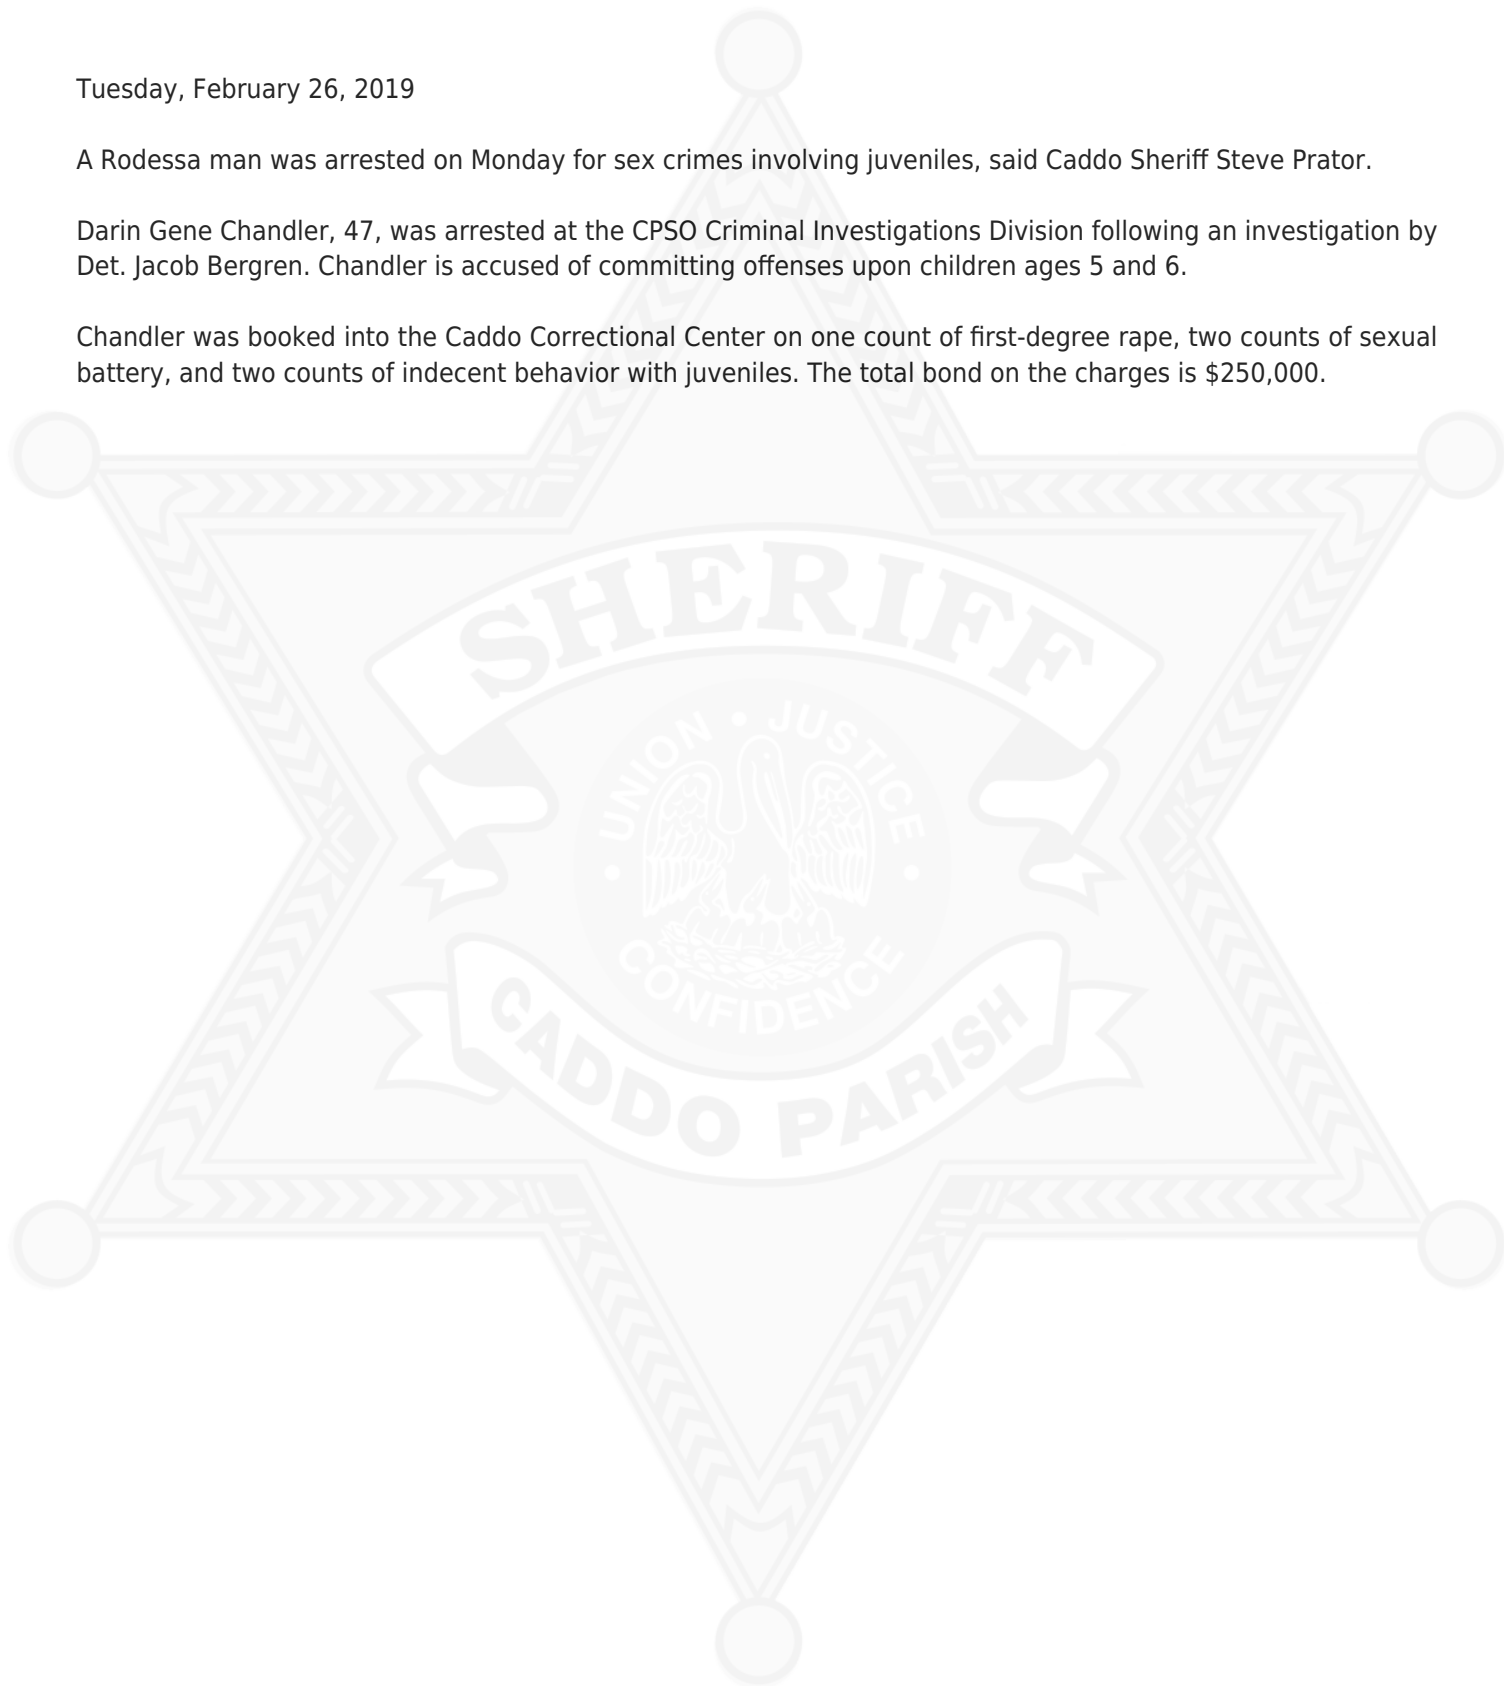 Tuesday, February 26, 2019
A Rodessa man was arrested on Monday for sex crimes involving juveniles, said Caddo Sheriff Steve Prator.
Darin Gene Chandler, 47, was arrested at the CPSO Criminal Investigations Division following an investigation by
Det. Jacob Bergren. Chandler is accused of committing offenses upon children ages 5 and 6.
Chandler was booked into the Caddo Correctional Center on one count of first-degree rape, two counts of sexual
battery, and two counts of indecent behavior with juveniles. The total bond on the charges is $250,000.
SHERIFF
UNION • JUSTICE
• CONFIDENCE •
CADDO PARISH